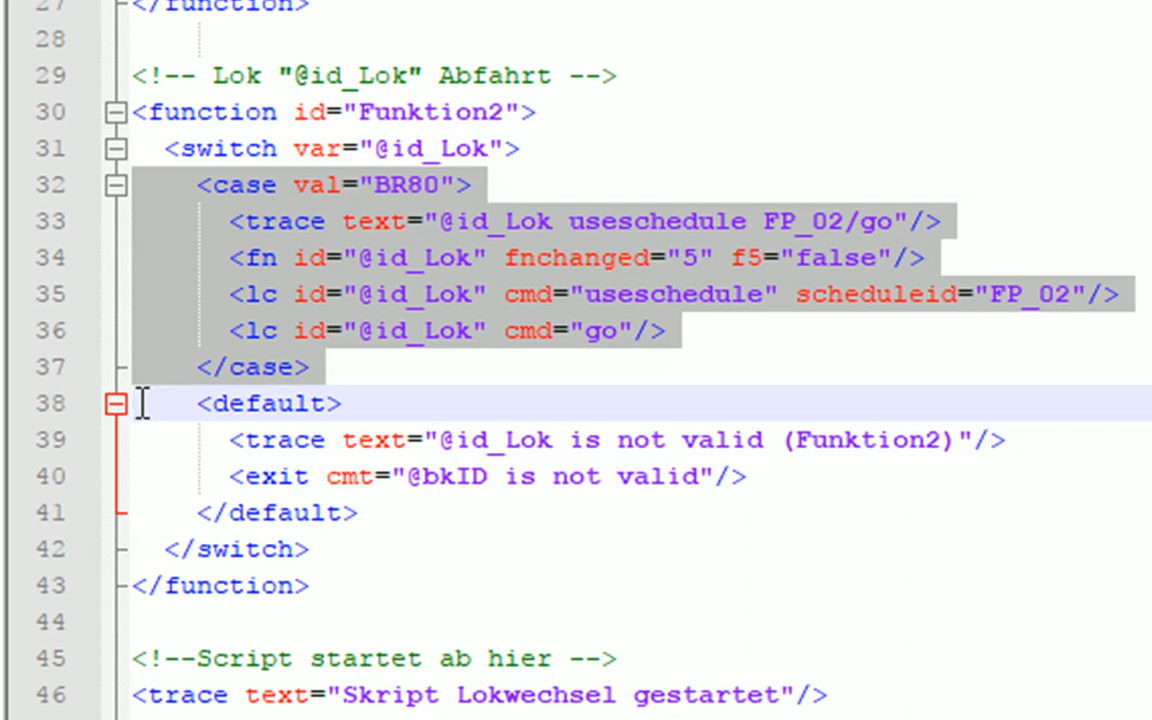 27 </function>
28
29 <!-- Lok "@id_Lok" Abfahrt -->
30 <function id="Funktion2">
31 <switch var="@id_Lok">
32 <case val="BR80">
33 <trace text="@id_Lok useschedule FP_02/go"/>
34 <fn id="@id_Lok" fnchanged="5" f5="false"/>
35 <lc id="@id_Lok" cmd="useschedule" scheduleid="FP_02"/>
36 <lc id="@id_Lok" cmd="go"/>
37 </case>
38 <default>
39 <trace text="@id_Lok is not valid (Funktion2)"/>
40 <exit cmt="@bkID is not valid"/>
41 </default>
42 </switch>
43 </function>
44
45 <!--Script startet ab hier -->
46 <trace text="Skript Lokwechsel gestartet"/>